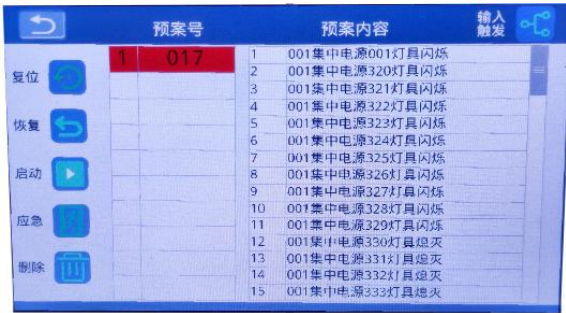 预案号 预案内容 输入触发
复位
恢复
启动
应急
删除
1 017
1 001集中电源001灯具闪烁
2 001集中电源320灯具闪烁
3 001集中电源321灯具闪烁
4 001集中电源322灯具闪烁
5 001集中电源323灯具闪烁
6 001集中电源324灯具闪烁
7 001集中电源325灯具闪烁
8 001集中电源326灯具闪烁
9 001集中电源327灯具闪烁
10 001集中电源328灯具闪烁
11 001集中电源329灯具闪烁
12 001集中电源330灯具熄灭
13 001集中电源331灯具熄灭
14 001集中电源332灯具熄灭
15 001集中电源333灯具熄灭